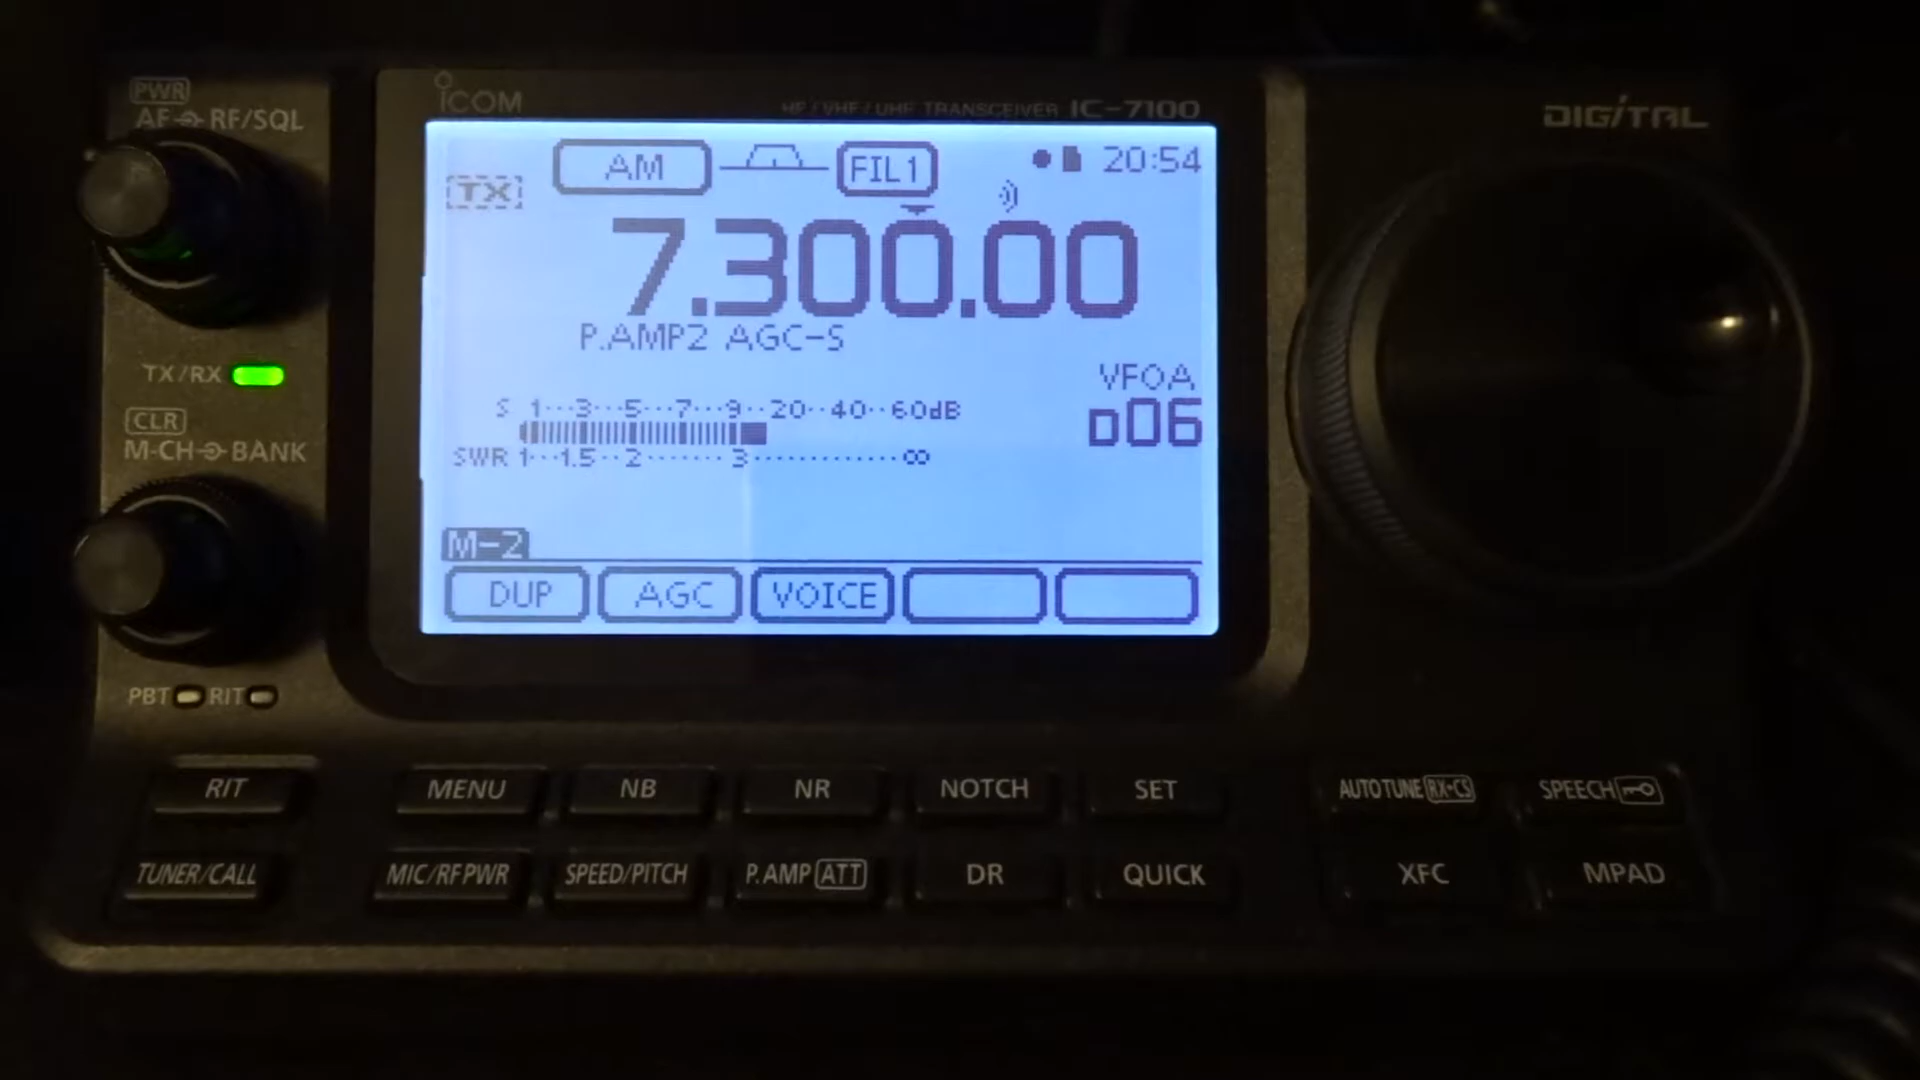 PWR
AF RF/SQL
ICOM
HF/VHF/UHF TRANSCEIVER IC-7100
DIGITAL
AM FIL1 20:54
TX
7.300.00
P.AMP2 AGC-S
TX/RX
VFOA
S 1···3···5···7···9··20··40··60dB
006
CLR
M-CH BANK
SWR 1···1.5··2·······3············∞
M-2
DUP AGC VOICE
PBT RIT
RIT MENU NB NR NOTCH SET AUTOTUNE RX•CS SPEECH
TUNER/CALL MIC/RF PWR SPEED/PITCH P.AMP ATT DR QUICK XFC MPAD